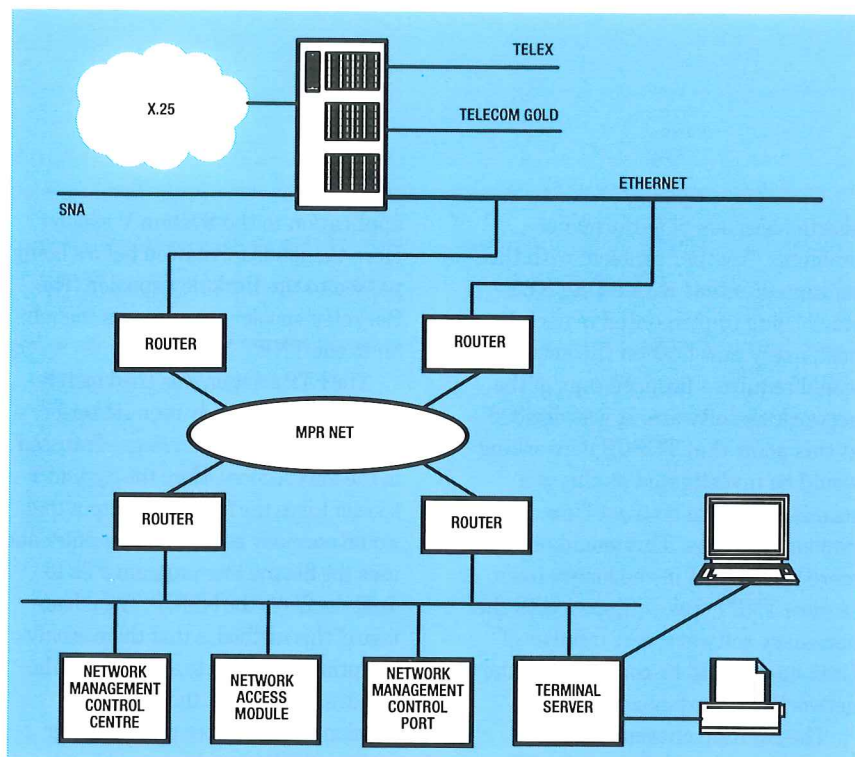 TELEX
X.25
TELECOM GOLD
ETHERNET
SNA
ROUTER
ROUTER
MPR NET
ROUTER
ROUTER
NETWORK
MANAGEMENT
CONTROL
CENTRE
NETWORK
ACCESS
MODULE
NETWORK
MANAGEMENT
CONTROL
PORT
TERMINAL
SERVER